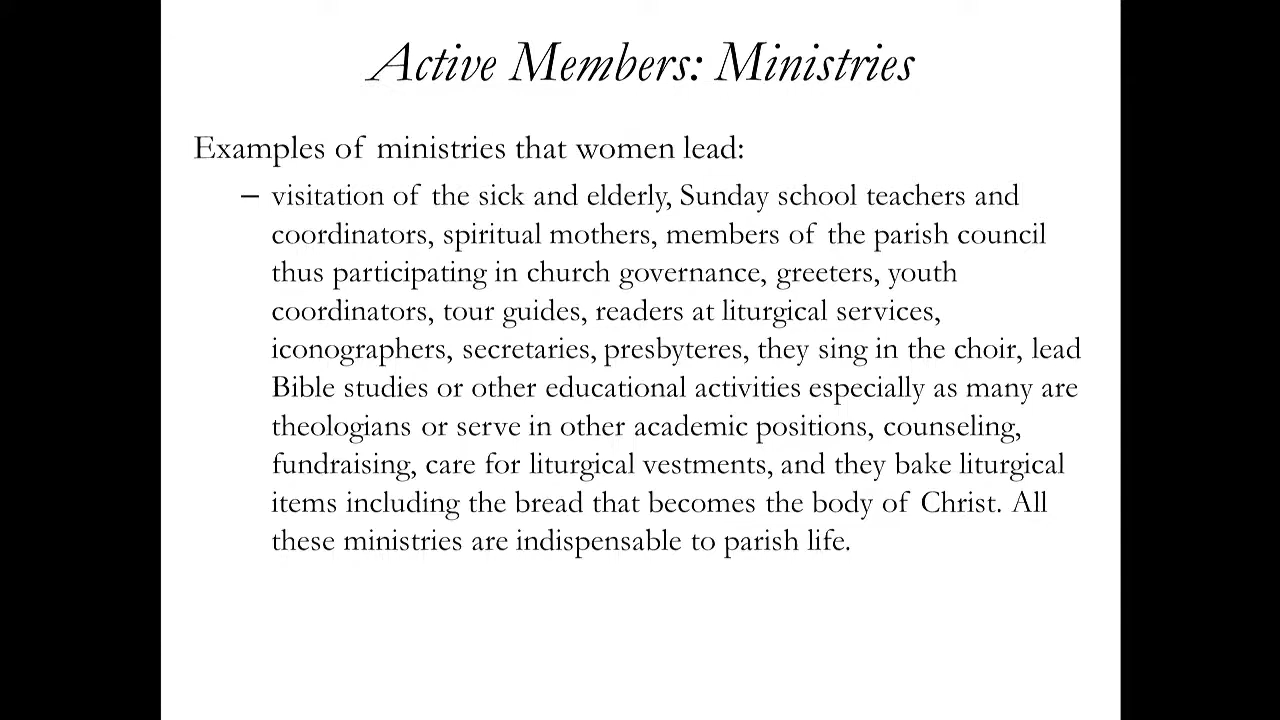 Active Members: Ministries
Examples of ministries that women lead:
– visitation of the sick and elderly, Sunday school teachers and
coordinators, spiritual mothers, members of the parish council
thus participating in church governance, greeters, youth
coordinators, tour guides, readers at liturgical services,
iconographers, secretaries, presbyteres, they sing in the choir, lead
Bible studies or other educational activities especially as many are
theologians or serve in other academic positions, counseling,
fundraising, care for liturgical vestments, and they bake liturgical
items including the bread that becomes the body of Christ. All
these ministries are indispensable to parish life.